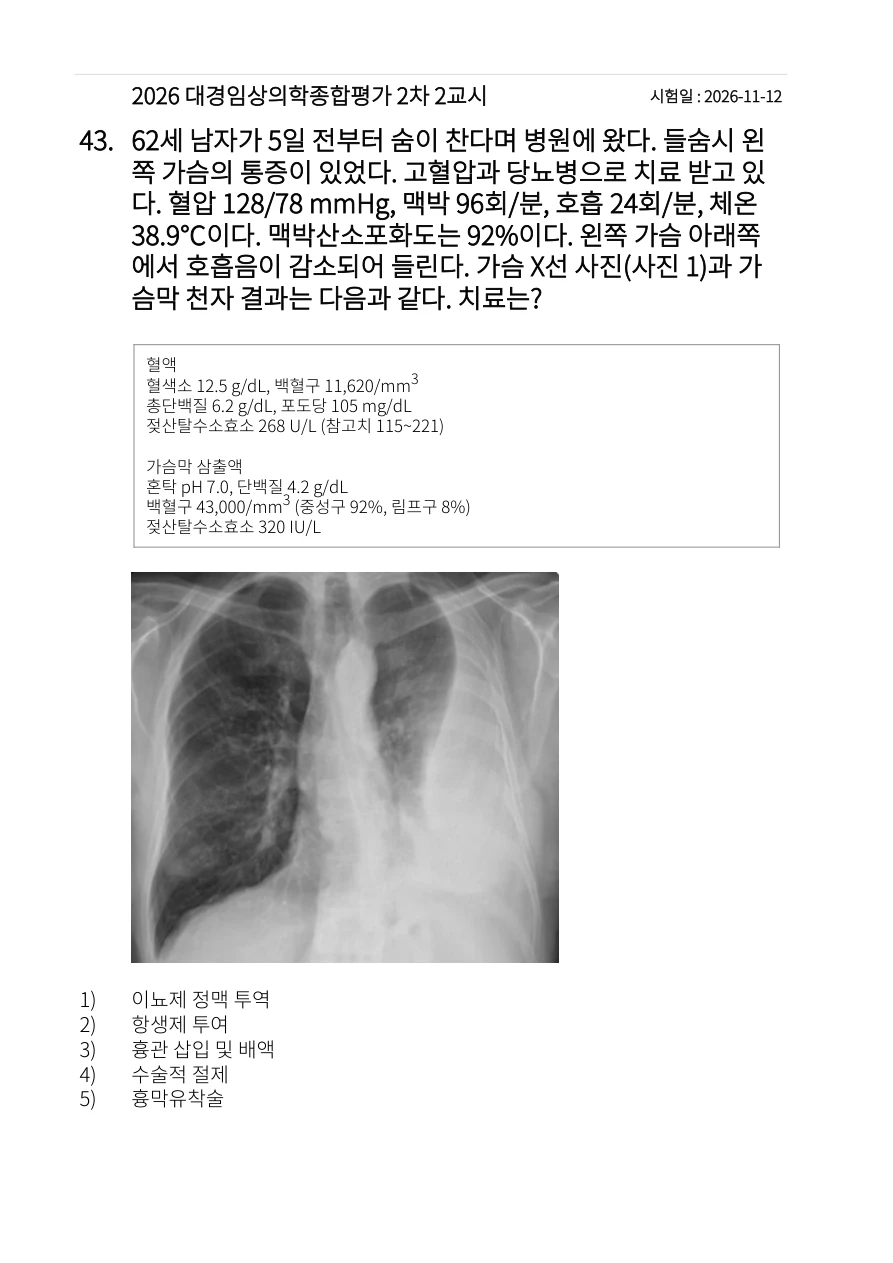 2026 대경임상의학종합평가 2차 2교시
시험일 : 2026-11-12
43. 62세 남자가 5일 전부터 숨이 찬다며 병원에 왔다. 들숨시 왼
쪽 가슴의 통증이 있었다. 고혈압과 당뇨병으로 치료 받고 있
다. 혈압 128/78 mmHg, 맥박 96회/분, 호흡 24회/분, 체온
38.9℃이다. 맥박산소포화도는 92%이다. 왼쪽 가슴 아래쪽
에서 호흡음이 감소되어 들린다. 가슴 X선 사진(사진 1)과 가
슴막 천자 결과는 다음과 같다. 치료는?
혈액
혈색소 12.5 g/dL, 백혈구 11,620/mm³
총단백질 6.2 g/dL, 포도당 105 mg/dL
젖산탈수소효소 268 U/L (참고치 115~221)
가슴막 삼출액
혼탁 pH 7.0, 단백질 4.2 g/dL
백혈구 43,000/mm³ (중성구 92%, 림프구 8%)
젖산탈수소효소 320 IU/L
1) 이뇨제 정맥 투역
2) 항생제 투여
3) 흉관 삽입 및 배액
4) 수술적 절제
5) 흉막유착술